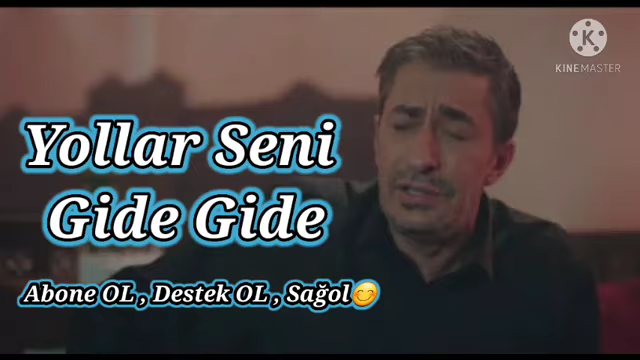 KINEMASTER
Yollar Seni
Gide Gide
Abone OL , Destek OL , Sağol😊